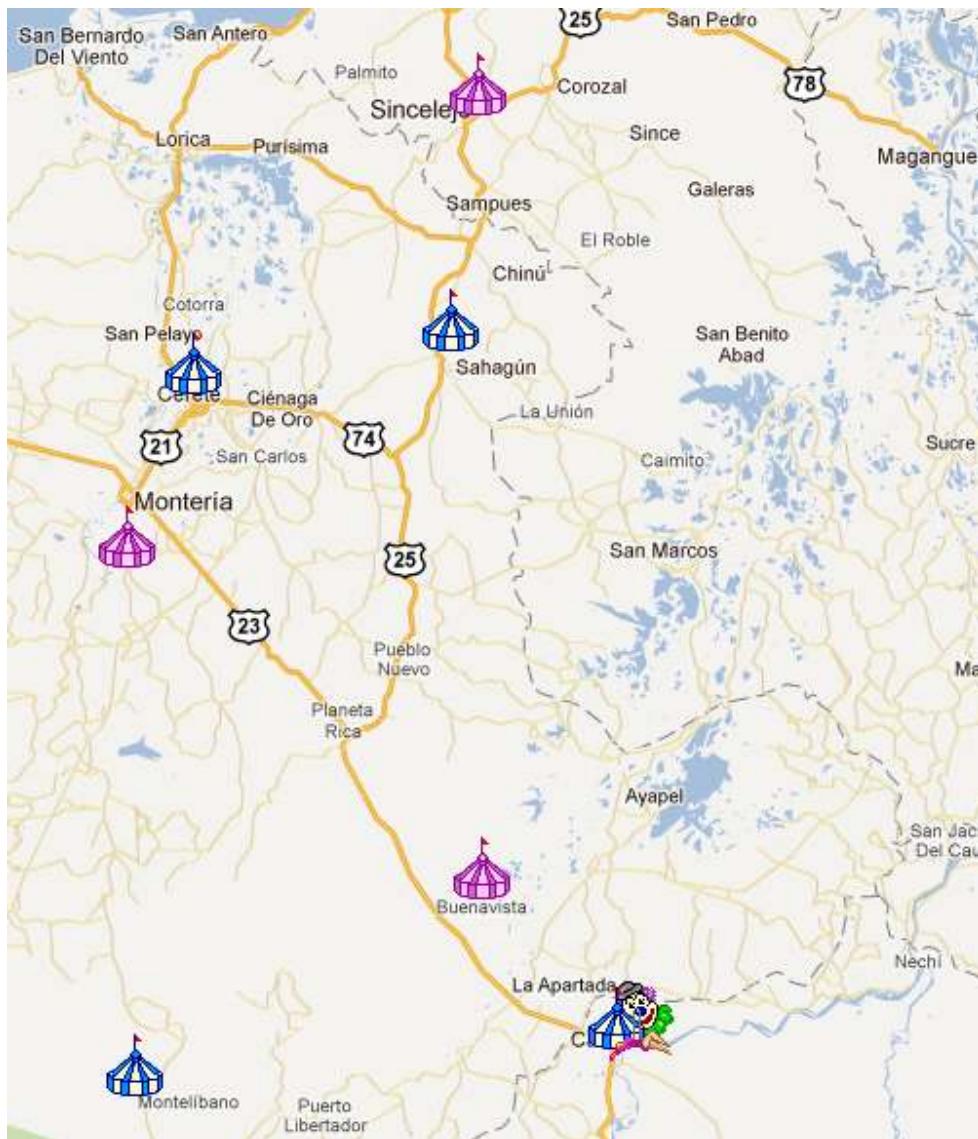 25
San Pedro
San Bernardo
Del Viento
San Antero
Palmito
78
Corozal
Sincelejo
Since
Lorica
Purísima
Magangue
Galeras
Sampues
El Roble
Chinú
Cotorra
San Pelayo
San Benito
Abad
Sahagún
Cereté
Ciénaga
De Oro
La Unión
74
21
San Carlos
Caimito
Sucre
Montería
San Marcos
25
23
Pueblo
Nuevo
Ma
Planeta
Rica
Ayapel
San Jac
Del Cau
Buenavista
Nechí
La Apartada
C
Montelíbano
Puerto
Libertador